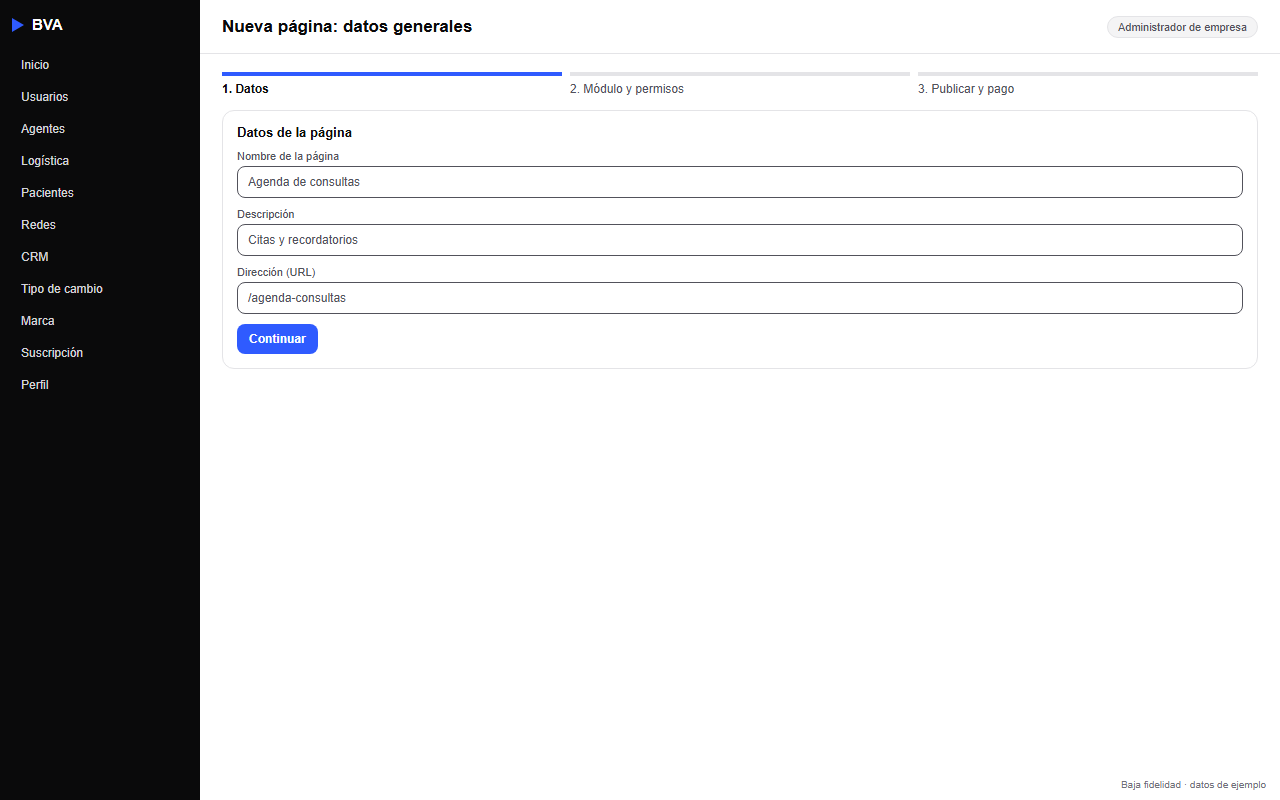 BVA
Inicio
Usuarios
Agentes
Logística
Pacientes
Redes
CRM
Tipo de cambio
Marca
Suscripción
Perfil
Nueva página: datos generales
Administrador de empresa
1. Datos
2. Módulo y permisos
3. Publicar y pago
Datos de la página
Nombre de la página
Agenda de consultas
Descripción
Citas y recordatorios
Dirección (URL)
/agenda-consultas
Continuar
Baja fidelidad · datos de ejemplo